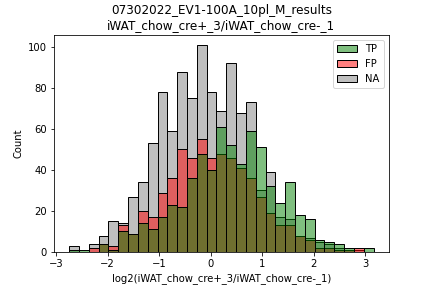 07302022_EV1-100A_10pl_M_results
iWAT_chow_cre+_3/iWAT_chow_cre-_1
TP
FP
NA
Count
100
80
60
40
20
0
−3 −2 −1 0 1 2 3
log2(iWAT_chow_cre+_3/iWAT_chow_cre-_1)